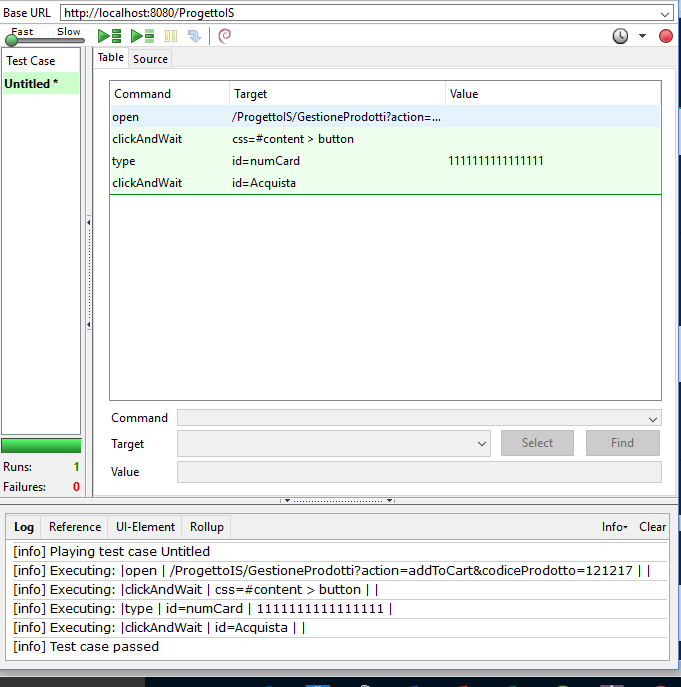 Base URL http://localhost:8080/ProgettoIS
Fast Slow
Test Case
Untitled *
Table Source
Command Target Value
open /ProgettoIS/GestioneProdotti?action=...
clickAndWait css=#content > button
type id=numCard 1111111111111111
clickAndWait id=Acquista
Command
Target Select Find
Value
Runs: 1
Failures: 0
Log Reference UI-Element Rollup Info Clear
[info] Playing test case Untitled
[info] Executing: |open | /ProgettoIS/GestioneProdotti?action=addToCart&codiceProdotto=121217 | |
[info] Executing: |clickAndWait | css=#content > button | |
[info] Executing: |type | id=numCard | 1111111111111111 |
[info] Executing: |clickAndWait | id=Acquista | |
[info] Test case passed